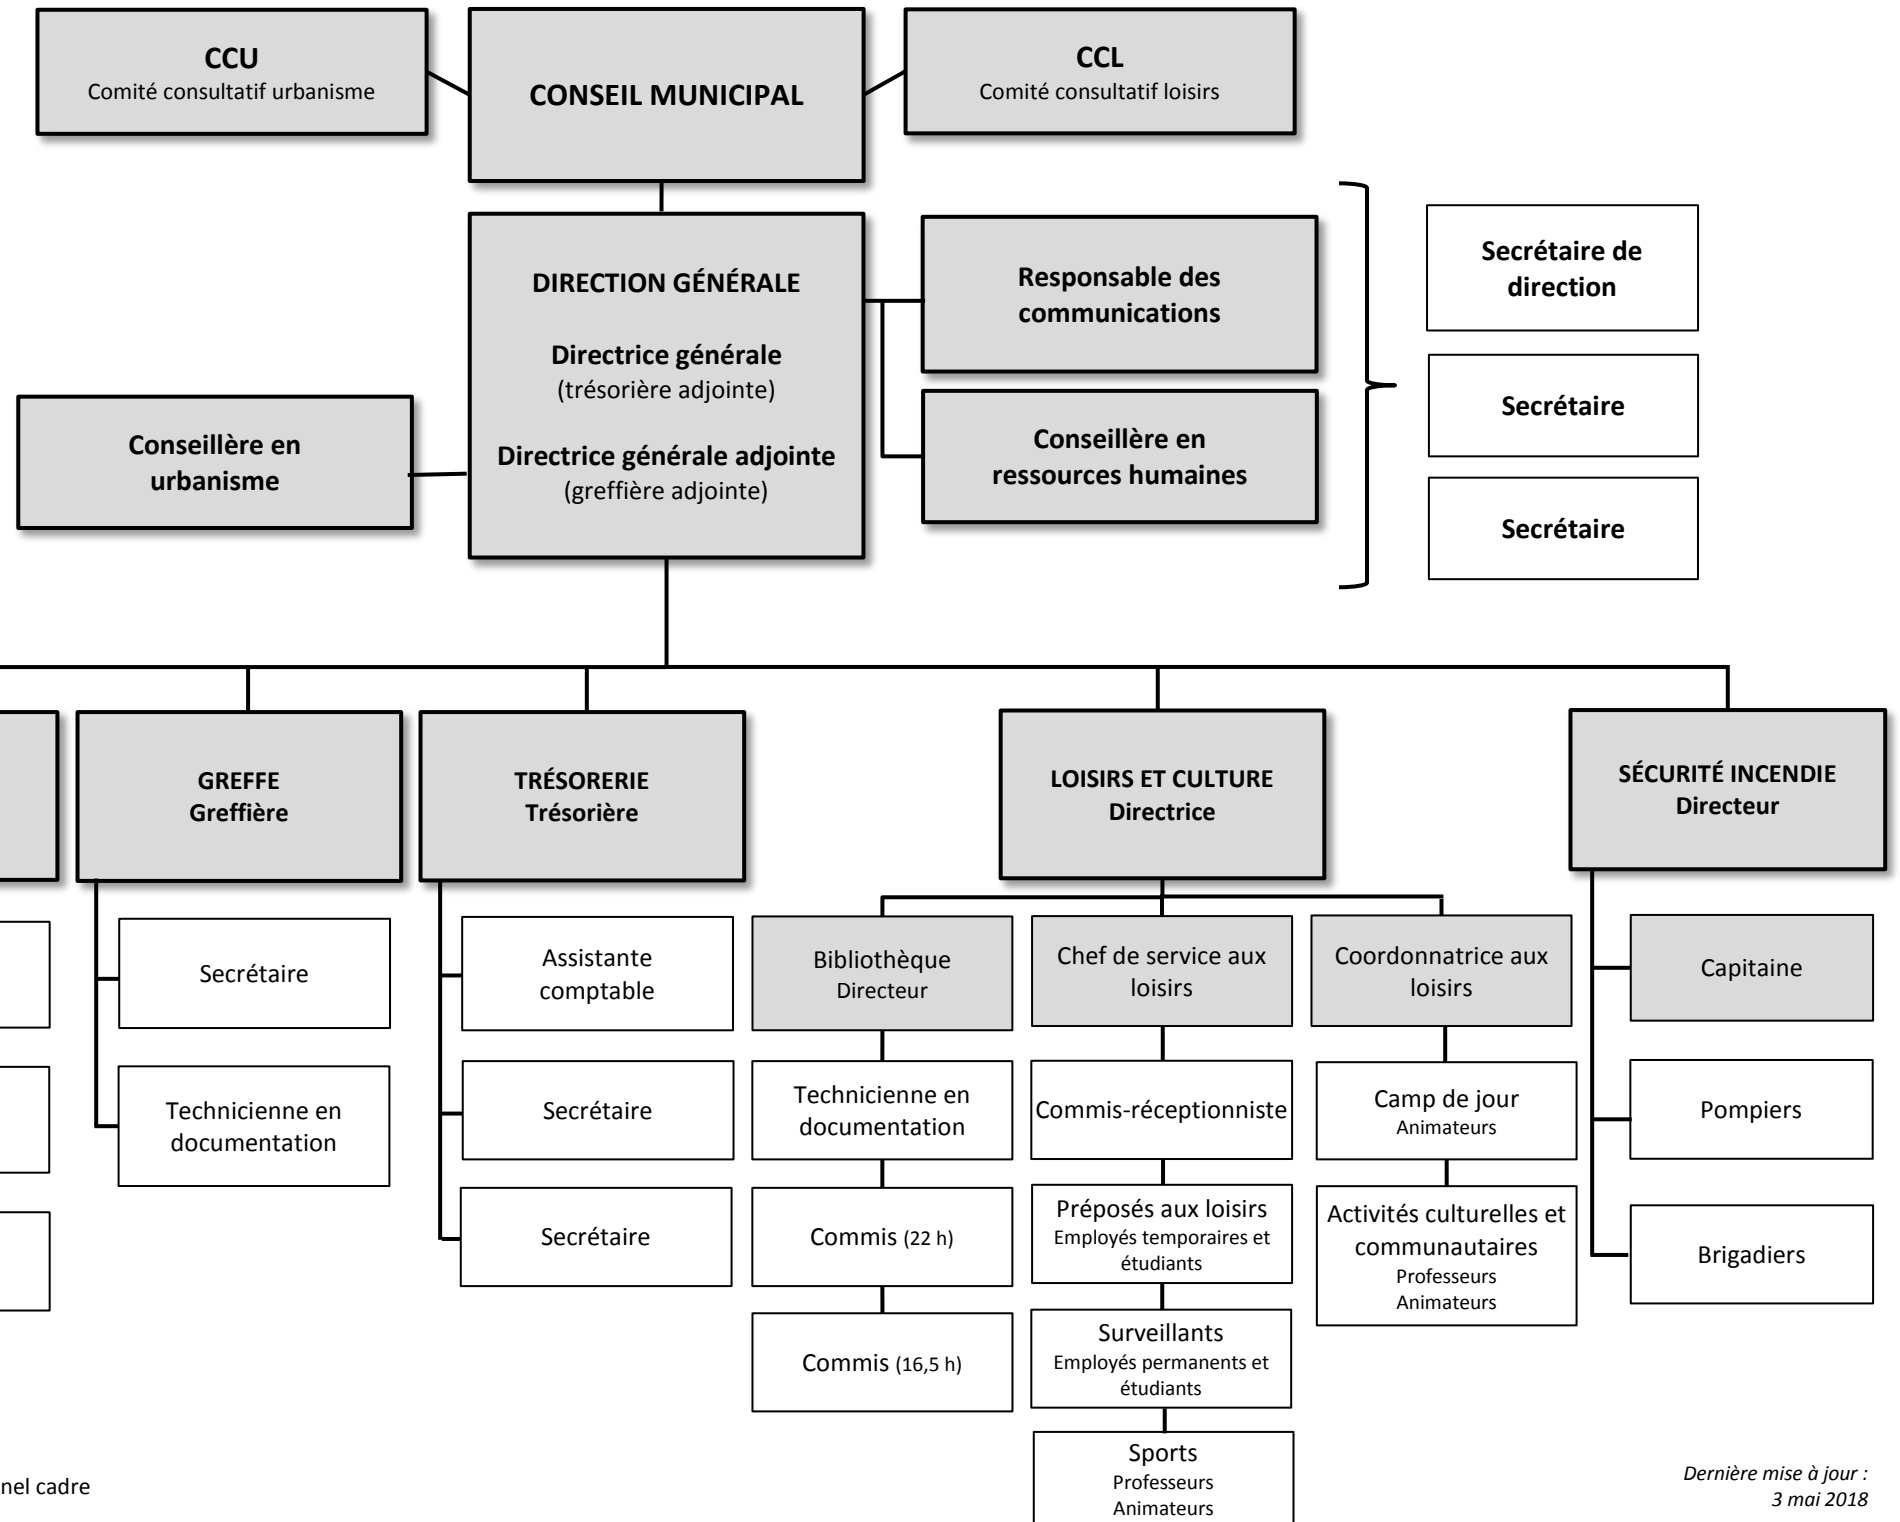 CCU
Comité consultatif urbanisme
CONSEIL MUNICIPAL
CCL
Comité consultatif loisirs
DIRECTION GÉNÉRALE
Directrice générale
(trésorière adjointe)
Directrice générale adjointe
(greffière adjointe)
Responsable des
communications
Conseillère en
ressources humaines
Secrétaire de
direction
Secrétaire
Secrétaire
Conseillère en
urbanisme
GREFFE
Greffière
Secrétaire
Technicienne en
documentation
TRÉSORERIE
Trésorière
Assistante
comptable
Secrétaire
Secrétaire
LOISIRS ET CULTURE
Directrice
Bibliothèque
Directeur
Technicienne en
documentation
Commis (22 h)
Commis (16,5 h)
Chef de service aux
loisirs
Commis-réceptionniste
Préposés aux loisirs
Employés temporaires et
étudiants
Surveillants
Employés permanents et
étudiants
Sports
Professeurs
Animateurs
Coordonnatrice aux
loisirs
Camp de jour
Animateurs
Activités culturelles et
communautaires
Professeurs
Animateurs
SÉCURITÉ INCENDIE
Directeur
Capitaine
Pompiers
Brigadiers
nel cadre
Dernière mise à jour :
3 mai 2018